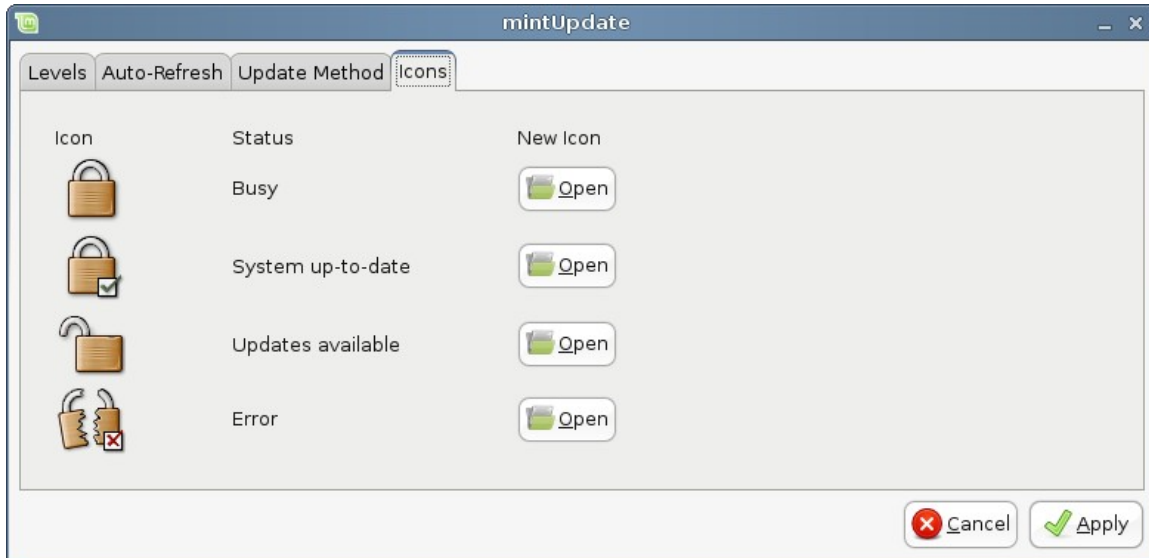 mintUpdate
Levels Auto-Refresh Update Method Icons
Icon Status New Icon
Busy Open
System up-to-date Open
Updates available Open
Error Open
Cancel Apply